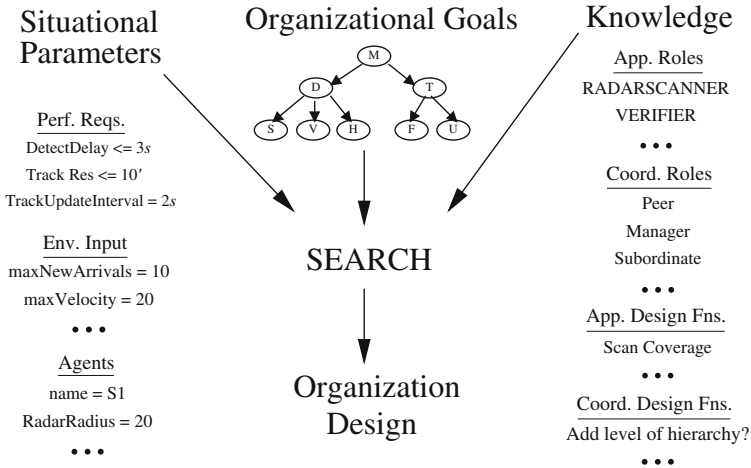 Situational
Parameters
Perf. Reqs.
DetectDelay <= 3s
Track Res <= 10′
TrackUpdateInterval = 2s
Env. Input
maxNewArrivals = 10
maxVelocity = 20
•••
Agents
name = S1
RadarRadius = 20
•••
Organizational Goals
M
D T
S V H F U
SEARCH
Organization
Design
Knowledge
App. Roles
RADARSCANNER
VERIFIER
•••
Coord. Roles
Peer
Manager
Subordinate
•••
App. Design Fns.
Scan Coverage
•••
Coord. Design Fns.
Add level of hierarchy?
•••